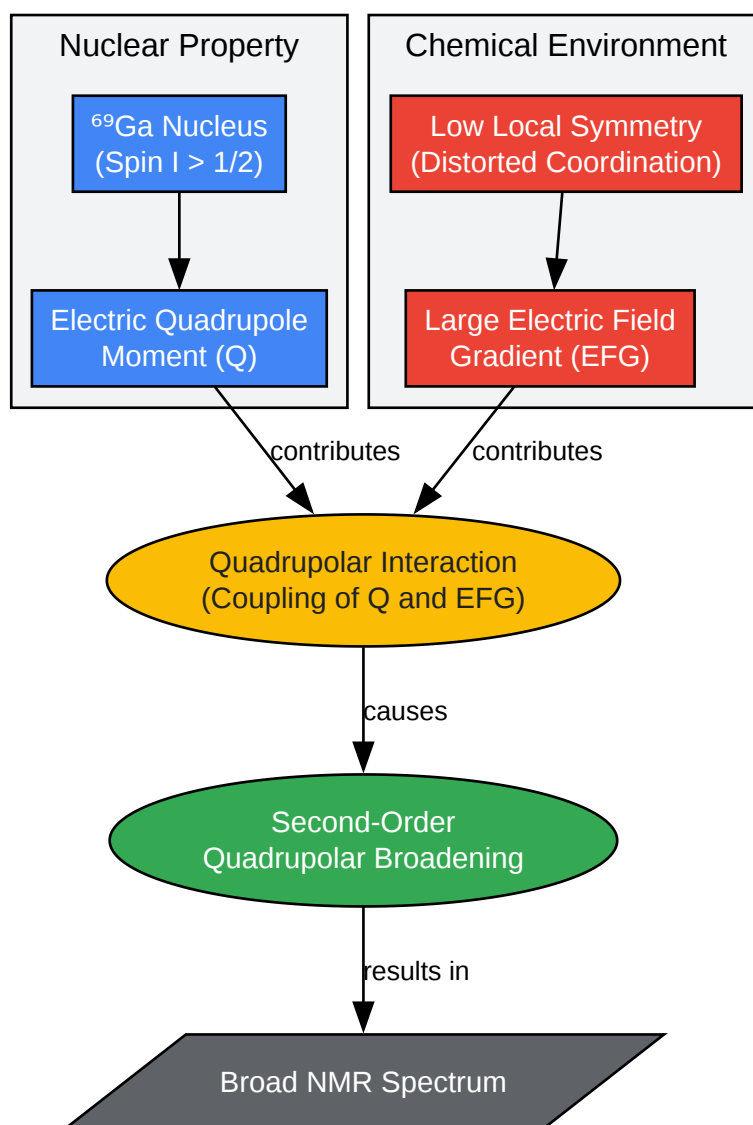 Nuclear Property
Chemical Environment
⁶⁹Ga Nucleus
(Spin I > 1/2)
Low Local Symmetry
(Distorted Coordination)
Electric Quadrupole
Moment (Q)
Large Electric Field
Gradient (EFG)
contributes
contributes
Quadrupolar Interaction
(Coupling of Q and EFG)
causes
Second-Order
Quadrupolar Broadening
results in
Broad NMR Spectrum